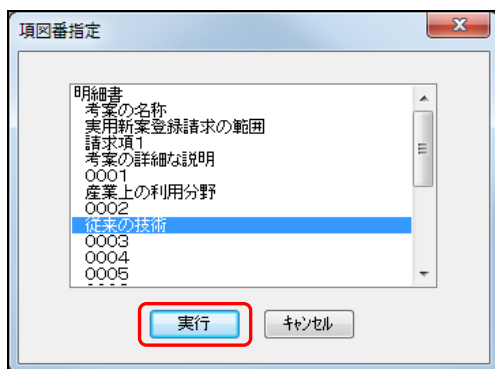 項図番指定
明細書
考案の名称
実用新案登録請求の範囲
請求項1
考案の詳細な説明
0001
産業上の利用分野
0002
従来の技術
0003
0004
0005
実行
ｷｬﾝｾﾙ